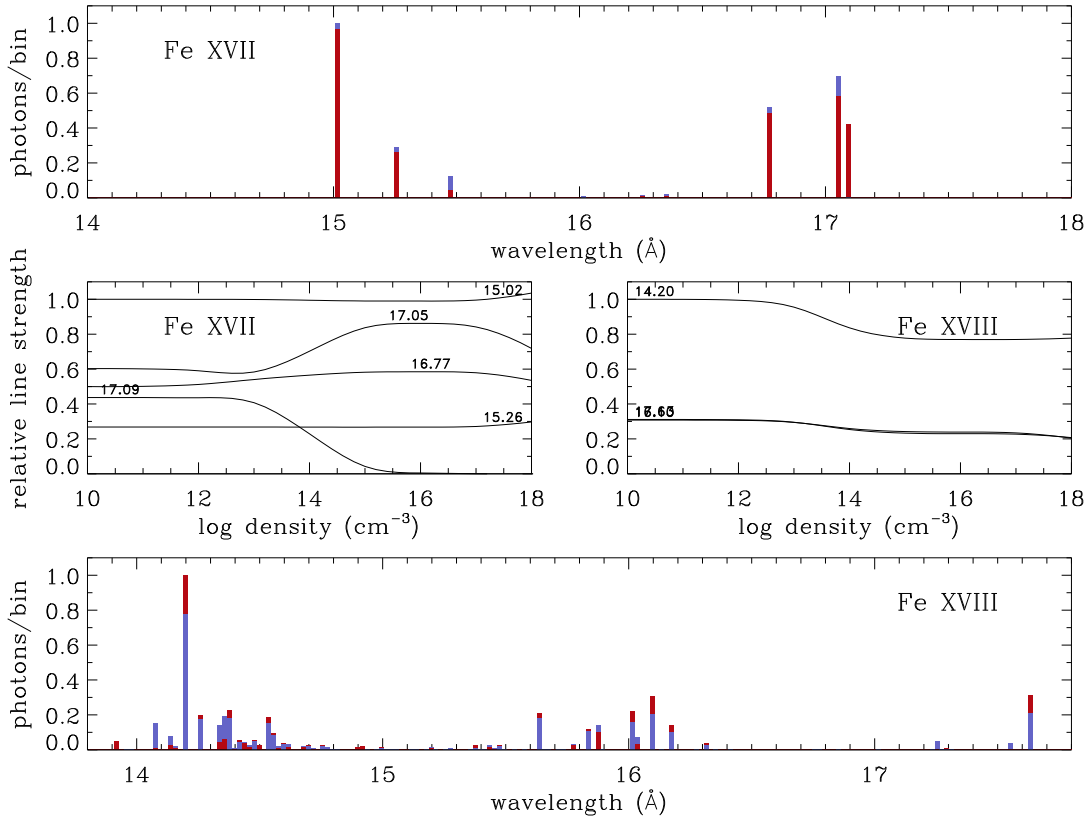 photons/bin
1.0
0.8
0.6
0.4
0.2
0.0
Fe XVII
14 15 16 17 18
wavelength (Å)
relative line strength
1.0
0.8
0.6
0.4
0.2
0.0
Fe XVII
15.02
17.05
16.77
17.09
15.26
10 12 14 16 18
log density (cm⁻³)
1.0
0.8
0.6
0.4
0.2
0.0
14.20
Fe XVIII
10 12 14 16 18
log density (cm⁻³)
photons/bin
1.0
0.8
0.6
0.4
0.2
0.0
Fe XVIII
14 15 16 17
wavelength (Å)